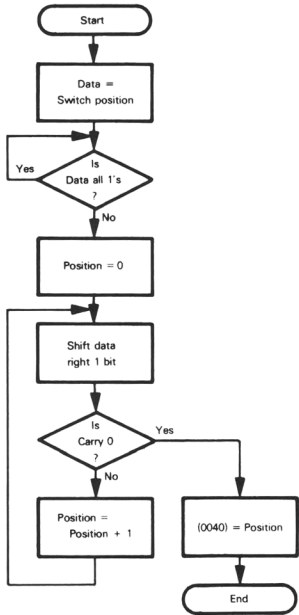 Start
Data =
Switch position
Is
Data all 1's
?
Yes
No
Position = 0
Shift data
right 1 bit
Is
Carry 0
?
Yes
No
Position =
Position + 1
(0040) = Position
End